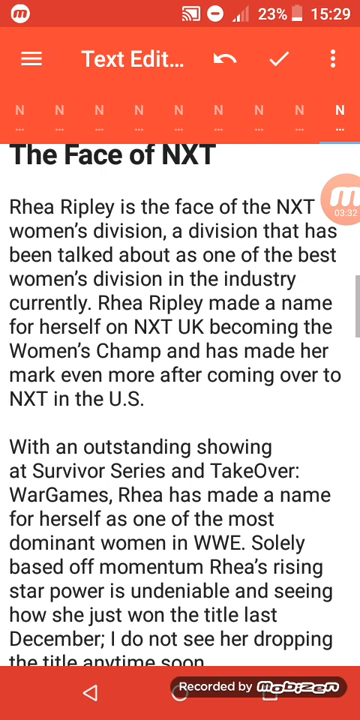 23% 15:29
Text Edit...
N N N N N N N N N
... ... ... ... ... ... ... ... ...
The Face of NXT
03:32
Rhea Ripley is the face of the NXT
women's division, a division that has
been talked about as one of the best
women's division in the industry
currently. Rhea Ripley made a name
for herself on NXT UK becoming the
Women's Champ and has made her
mark even more after coming over to
NXT in the U.S.
With an outstanding showing
at Survivor Series and TakeOver:
WarGames, Rhea has made a name
for herself as one of the most
dominant women in WWE. Solely
based off momentum Rhea's rising
star power is undeniable and seeing
how she just won the title last
December; I do not see her dropping
the title anytime soon
Recorded by Mobizen